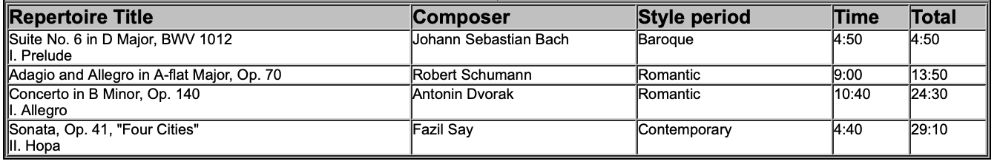 Repertoire Title Composer Style period Time Total
Suite No. 6 in D Major, BWV 1012 Johann Sebastian Bach Baroque 4:50 4:50
I. Prelude
Adagio and Allegro in A-flat Major, Op. 70 Robert Schumann Romantic 9:00 13:50
Concerto in B Minor, Op. 140 Antonin Dvorak Romantic 10:40 24:30
I. Allegro
Sonata, Op. 41, "Four Cities" Fazil Say Contemporary 4:40 29:10
II. Hopa